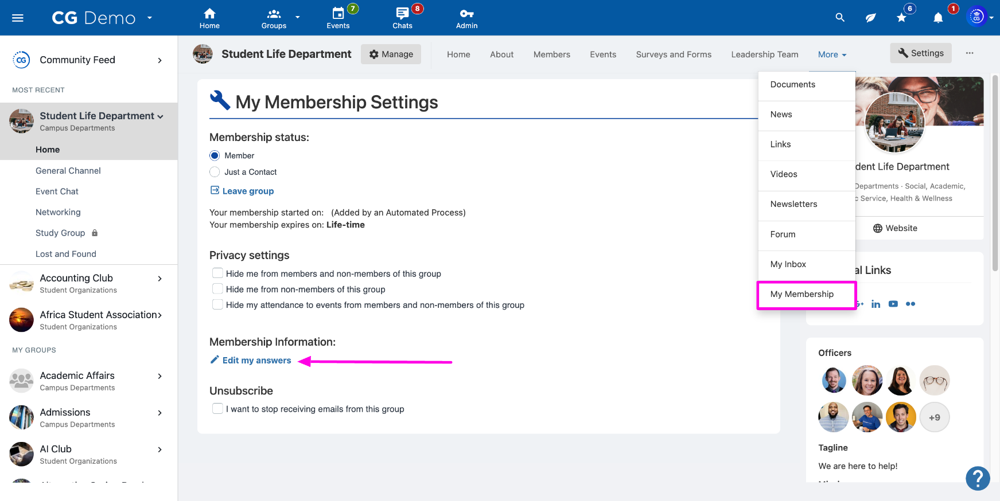 CG Demo
Home
Groups
7
Events
8
Chats
Admin
6
1
CG
CG
Community Feed
MOST RECENT
Student Life Department
Campus Departments
Home
General Channel
Event Chat
Networking
Study Group
Lost and Found
Accounting Club
Student Organizations
Africa Student Association
Student Organizations
MY GROUPS
Academic Affairs
Campus Departments
Admissions
Campus Departments
AI Club
Student Organizations
Student Life Department
Manage
Home
About
Members
Events
Surveys and Forms
Leadership Team
More
Settings
Documents
News
Links
Videos
Newsletters
Forum
My Inbox
My Membership
My Membership Settings
Membership status:
Member
Just a Contact
Leave group
Your membership started on: (Added by an Automated Process)
Your membership expires on: Life-time
Privacy settings
Hide me from members and non-members of this group
Hide me from non-members of this group
Hide my attendance to events from members and non-members of this group
Membership Information:
Edit my answers
Unsubscribe
I want to stop receiving emails from this group
dent Life Department
Departments · Social, Academic,
c Service, Health & Wellness
Website
al Links
Officers
+9
Tagline
We are here to help!
?